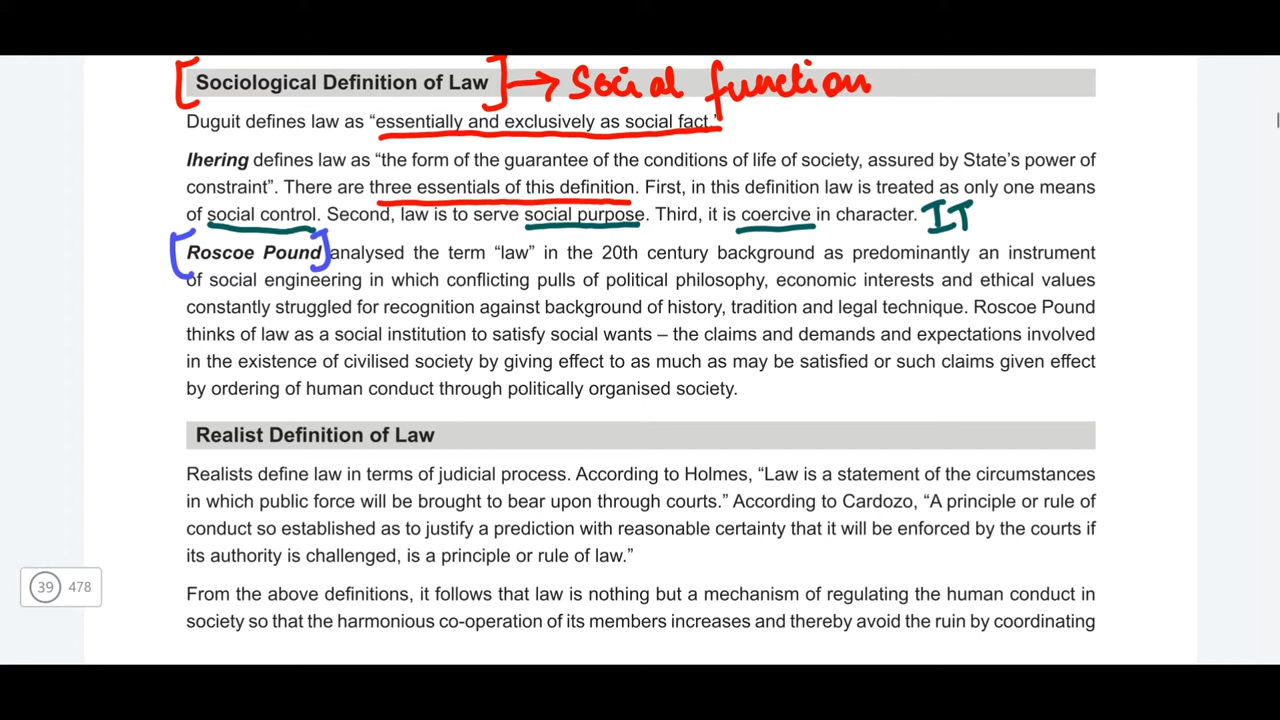 [Sociological Definition of Law] → Social function
Duguit defines law as “essentially and exclusively as social fact.”
Ihering defines law as “the form of the guarantee of the conditions of life of society, assured by State’s power of
constraint”. There are three essentials of this definition. First, in this definition law is treated as only one means
of social control. Second, law is to serve social purpose. Third, it is coercive in character. IT
[Roscoe Pound] analysed the term “law” in the 20th century background as predominantly an instrument
of social engineering in which conflicting pulls of political philosophy, economic interests and ethical values
constantly struggled for recognition against background of history, tradition and legal technique. Roscoe Pound
thinks of law as a social institution to satisfy social wants – the claims and demands and expectations involved
in the existence of civilised society by giving effect to as much as may be satisfied or such claims given effect
by ordering of human conduct through politically organised society.
Realist Definition of Law
Realists define law in terms of judicial process. According to Holmes, “Law is a statement of the circumstances
in which public force will be brought to bear upon through courts.” According to Cardozo, “A principle or rule of
conduct so established as to justify a prediction with reasonable certainty that it will be enforced by the courts if
its authority is challenged, is a principle or rule of law.”
39 478
From the above definitions, it follows that law is nothing but a mechanism of regulating the human conduct in
society so that the harmonious co-operation of its members increases and thereby avoid the ruin by coordinating